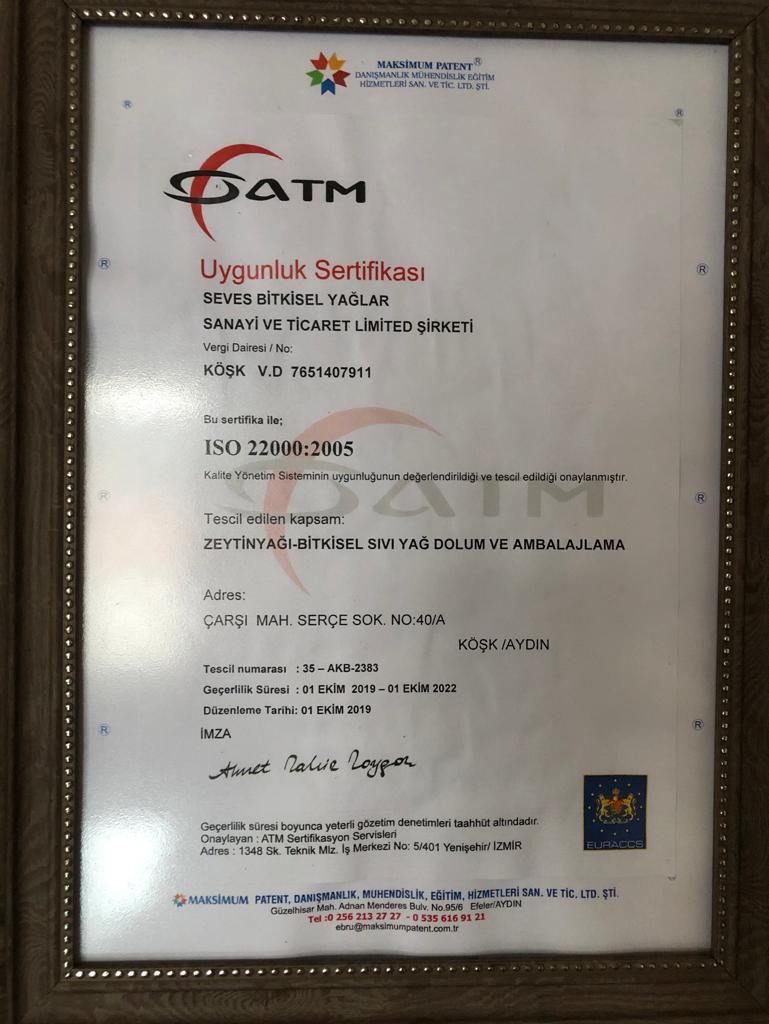 MAKSİMUM PATENT®
DANIŞMANLIK MÜHENDİSLİK EĞİTİM
HİZMETLERİ SAN. VE TİC. LTD. ŞTİ.
® ®
ATM
® ®
Uygunluk Sertifikası
SEVES BİTKİSEL YAĞLAR
SANAYİ VE TİCARET LİMİTED ŞİRKETİ
Vergi Dairesi / No:
KÖŞK V.D 7651407911
Bu sertifika ile;
ISO 22000:2005
Kalite Yönetim Sisteminin uygunluğunun değerlendirildiği ve tescil edildiği onaylanmıştır.
® ATM ®
Tescil edilen kapsam:
ZEYTİNYAĞI-BİTKİSEL SIVI YAĞ DOLUM VE AMBALAJLAMA
Adres:
ÇARŞI MAH. SERÇE SOK. NO:40/A
KÖŞK /AYDIN
Tescil numarası : 35 – AKB-2383
Geçerlilik Süresi : 01 EKİM 2019 – 01 EKİM 2022
Düzenleme Tarihi: 01 EKİM 2019
® ®
İMZA
Ahmet
Geçerlilik süresi boyunca yeterli gözetim denetimleri taahhüt altındadır.
Onaylayan : ATM Sertifikasyon Servisleri
Adres : 1348 Sk. Teknik Mlz. İş Merkezi No: 5/401 Yenişehir/ İZMİR
EURACCS
MAKSİMUM PATENT, DANIŞMANLIK, MUHENDİSLİK, EĞİTİM, HİZMETLERİ SAN. VE TİC. LTD. ŞTİ.
Güzelhisar Mah. Adnan Menderes Bulv. No.95/6 Efeler/AYDIN
Tel :0 256 213 27 27 - 0 535 616 91 21
ebru@maksimumpatent.com.tr